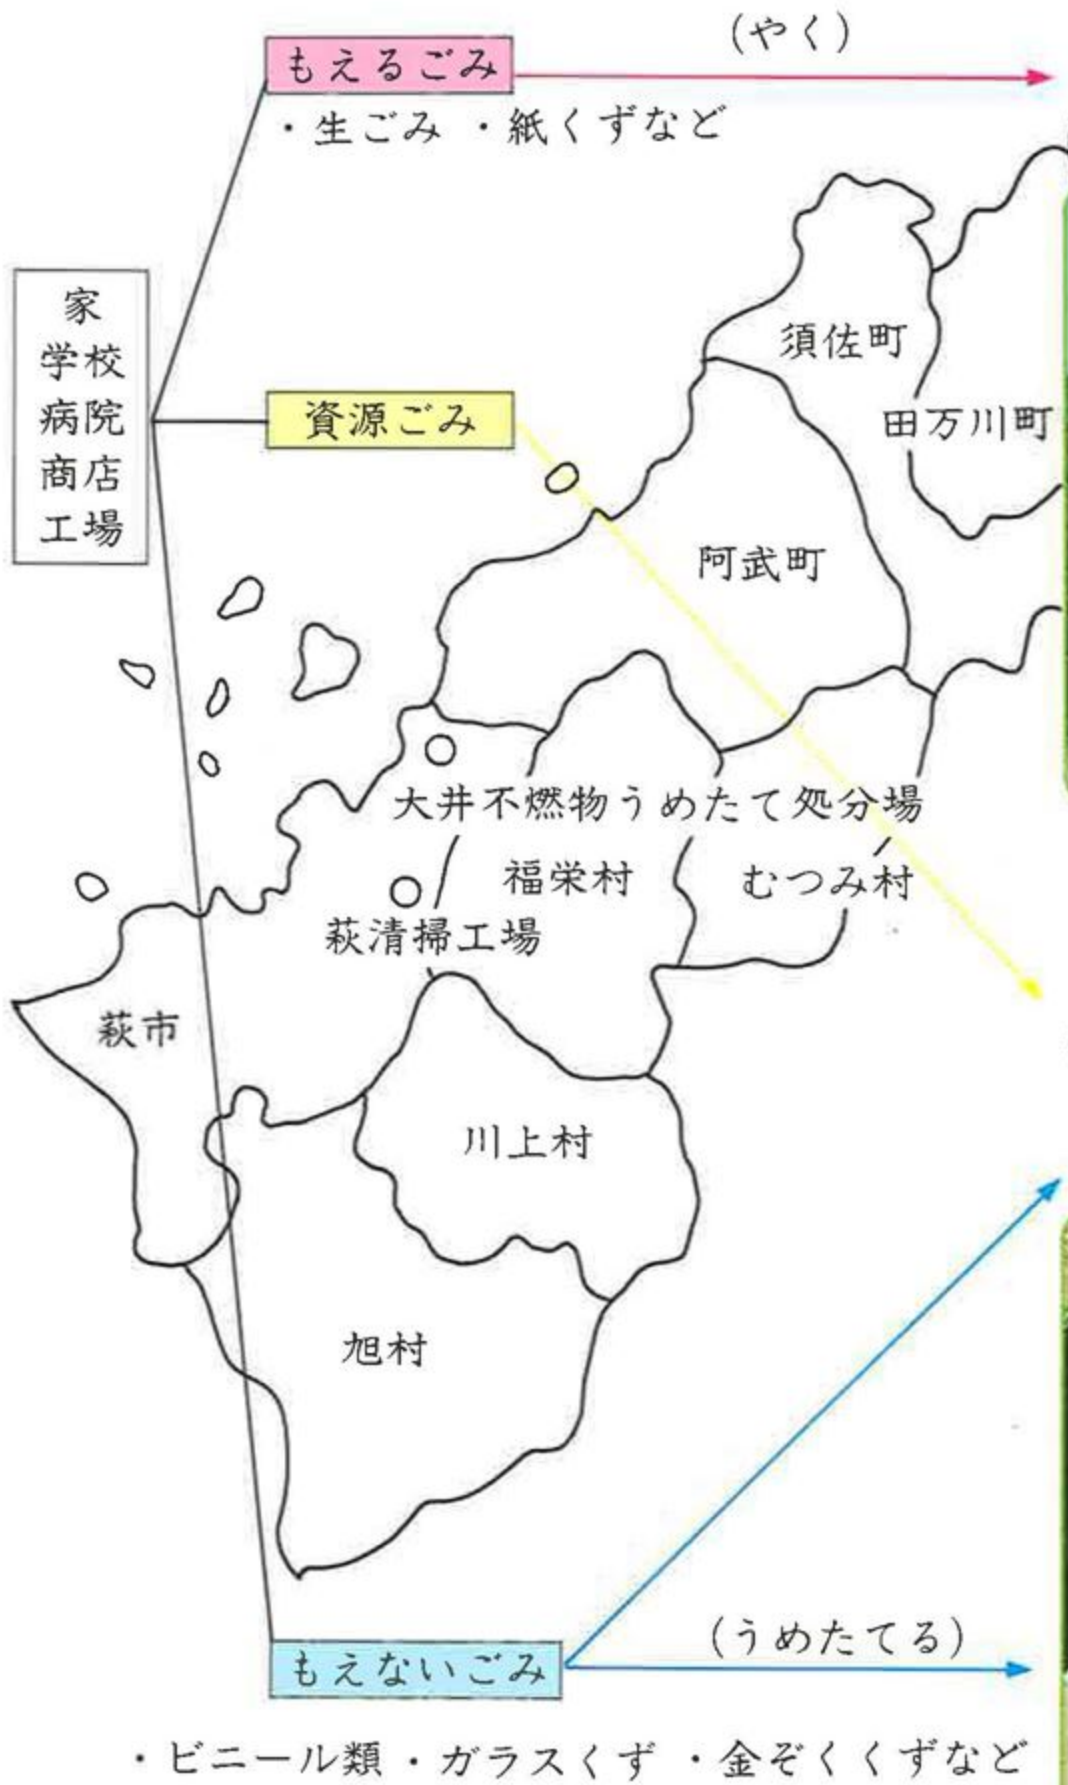 (やく)
もえるごみ
・生ごみ ・紙くずなど
家
学校
病院
商店
工場
資源ごみ
須佐町
田万川町
阿武町
大井不燃物うめたて処分場
福栄村
むつみ村
萩清掃工場
萩市
川上村
旭村
(うめたてる)
もえないごみ
・ビニール類 ・ガラスくず ・金ぞくくずなど